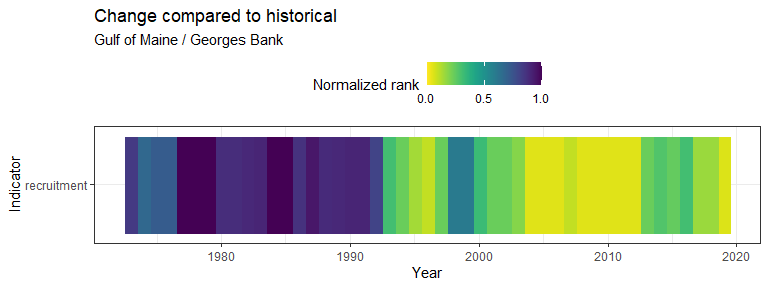 Change compared to historical
Gulf of Maine / Georges Bank
Normalized rank
0.0 0.5 1.0
Indicator
recruitment
1980 1990 2000 2010 2020
Year